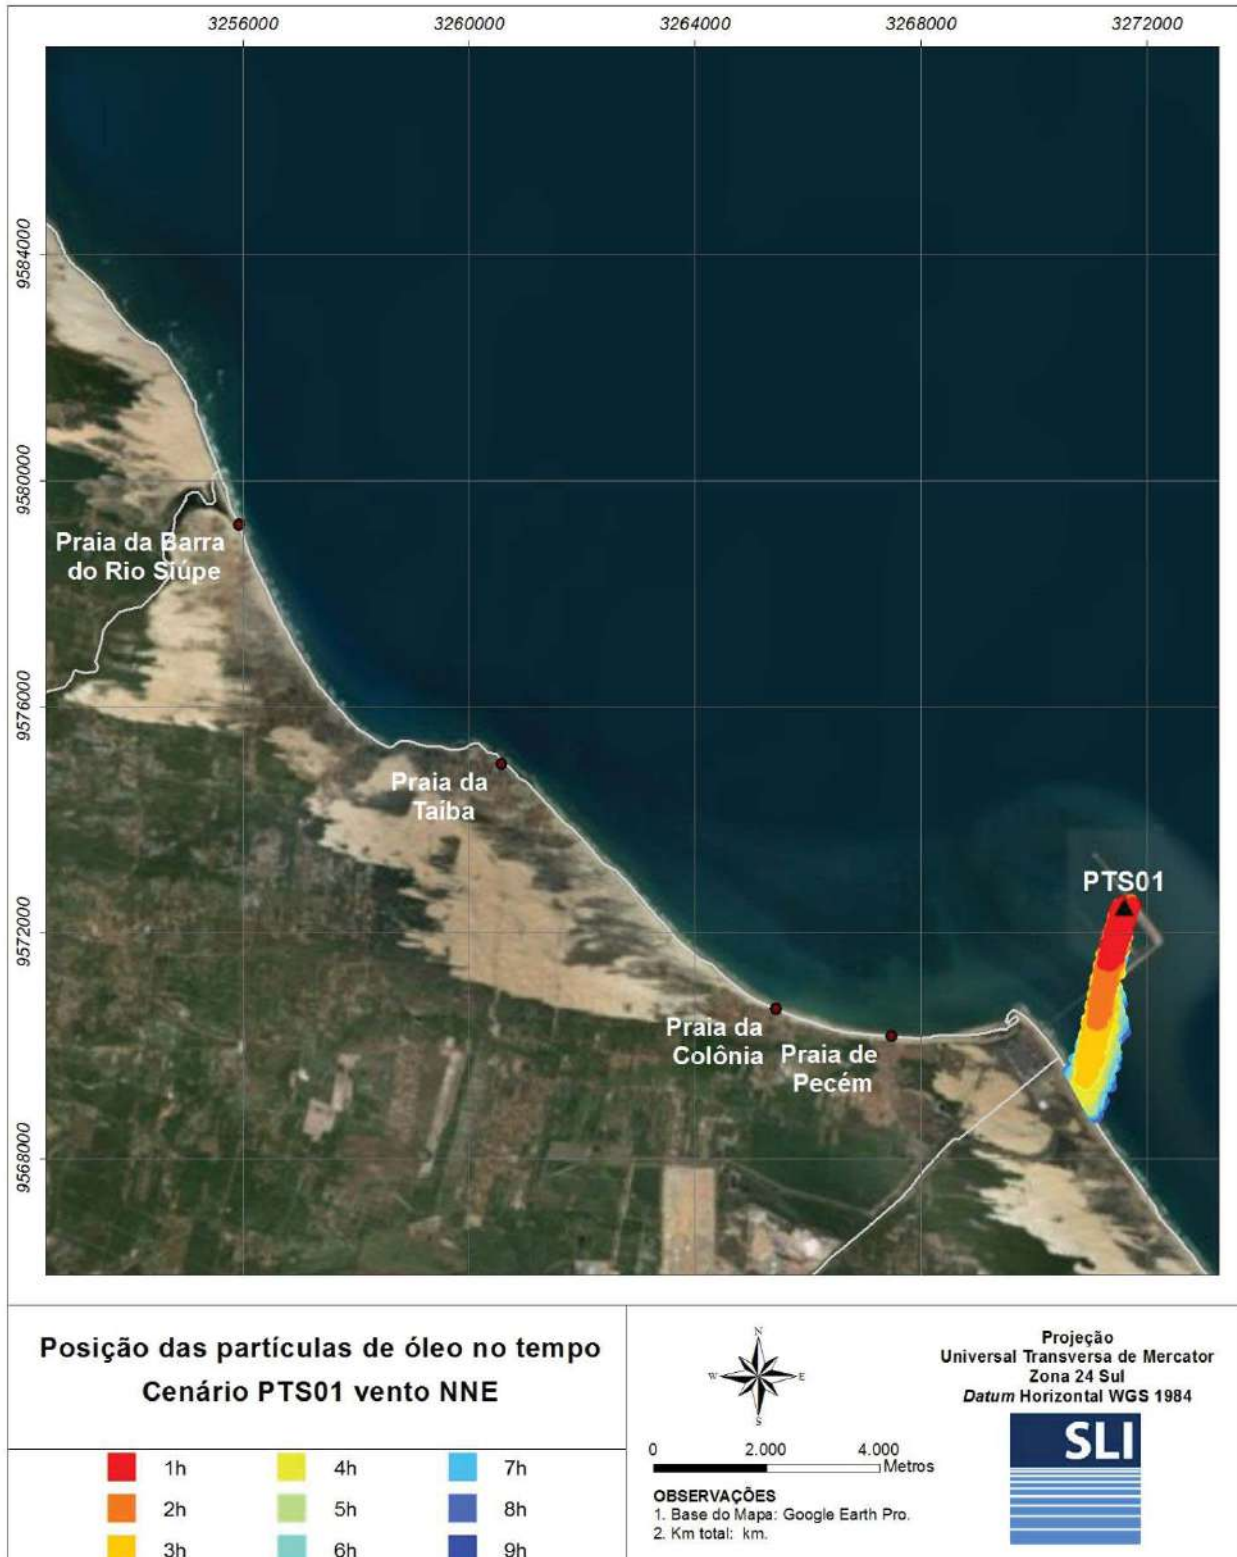 3256000
3260000
3264000
3268000
3272000
9584000
9580000
9576000
9572000
9568000
Praia da Barra
do Rio Siúpe
Praia da
Taíba
Praia da
Colônia
Praia de
Pecém
PTS01
Posição das partículas de óleo no tempo
Cenário PTS01 vento NNE
1h
2h
3h
4h
5h
6h
7h
8h
9h
N
W
E
S
0 2.000 4.000
Metros
OBSERVAÇÕES
1. Base do Mapa: Google Earth Pro.
2. Km total: km.
Projeção
Universal Transversa de Mercator
Zona 24 Sul
Datum Horizontal WGS 1984
SLI